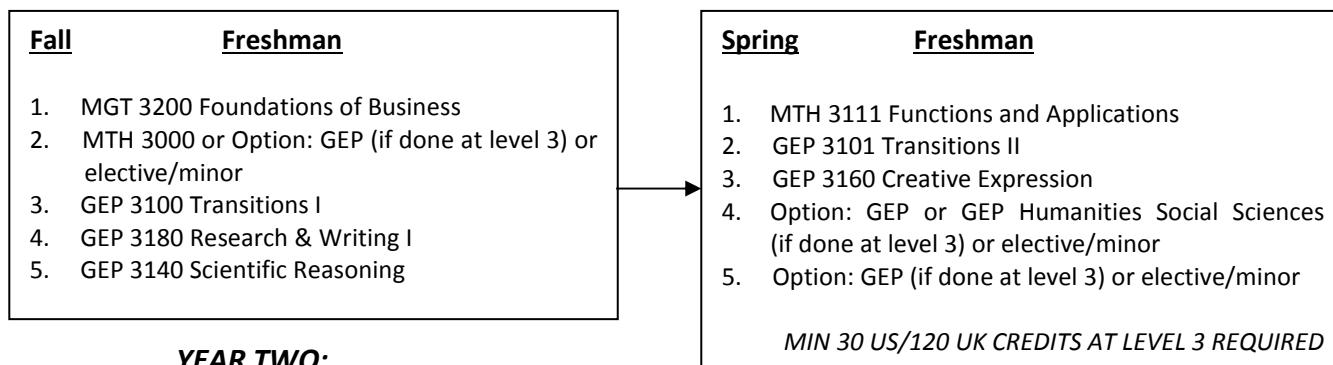 Fall Freshman
1. MGT 3200 Foundations of Business
2. MTH 3000 or Option: GEP (if done at level 3) or
elective/minor
3. GEP 3100 Transitions I
4. GEP 3180 Research & Writing I
5. GEP 3140 Scientific Reasoning
Spring Freshman
1. MTH 3111 Functions and Applications
2. GEP 3101 Transitions II
3. GEP 3160 Creative Expression
4. Option: GEP or GEP Humanities Social Sciences
(if done at level 3) or elective/minor
5. Option: GEP (if done at level 3) or elective/minor
MIN 30 US/120 UK CREDITS AT LEVEL 3 REQUIRED
YEAR TWO: